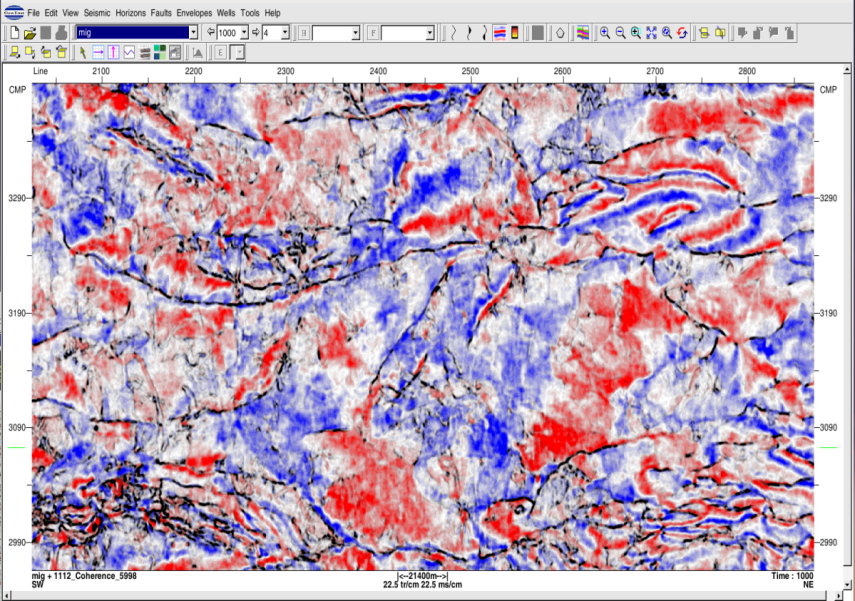 File Edit View Seismic Horizons Faults Envelopes Wells Tools Help
mig 1000 4 B F
E
Line 2100 2200 2300 2400 2500 2600 2700 2800
CMP CMP
3290 3290
3190 3190
3090 3090
2990 2990
mig + 1112_Coherence_5998 |<--21400m-->| Time : 1000
SW 22.5 tr/cm 22.5 ms/cm NE